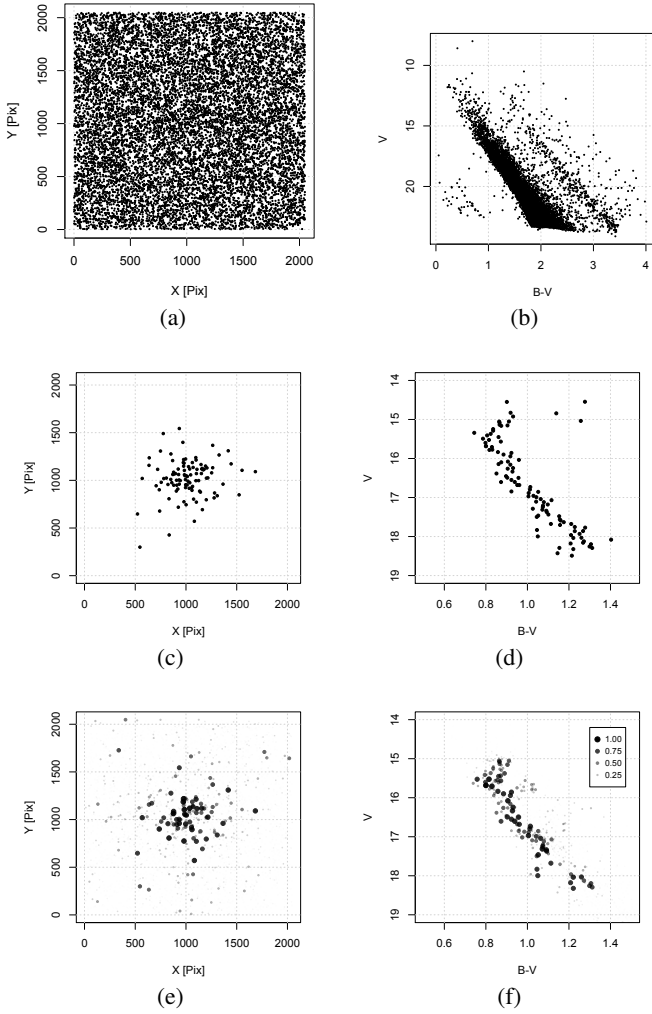 2000
1500
1000
500
0
Y [Pix]
0 500 1000 1500 2000
X [Pix]
(a)
10
15
20
V
0 1 2 3 4
B-V
(b)
2000
1500
1000
500
0
Y [Pix]
0 500 1000 1500 2000
X [Pix]
(c)
14
15
16
17
18
19
V
0.6 0.8 1.0 1.2 1.4
B-V
(d)
2000
1500
1000
500
0
Y [Pix]
0 500 1000 1500 2000
X [Pix]
(e)
14
15
16
17
18
19
V
1.00
0.75
0.50
0.25
0.6 0.8 1.0 1.2 1.4
B-V
(f)